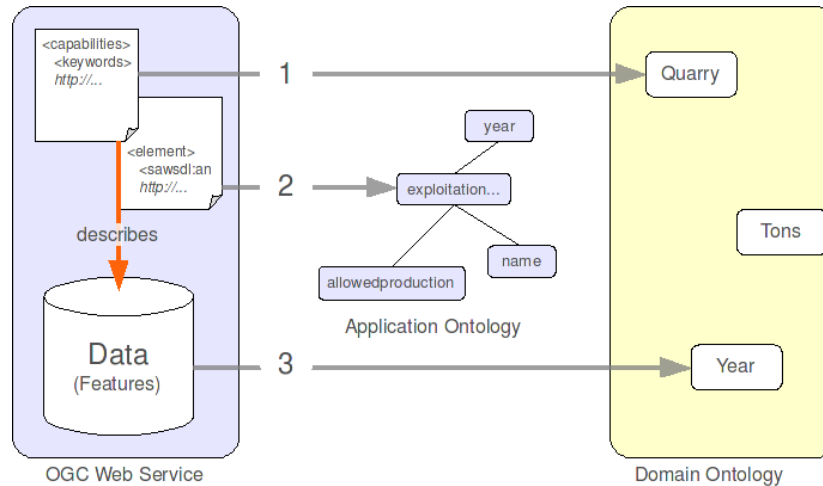 <capabilities>
<keywords>
http://...
1
Quarry
<element>
<sawsdl:an
http://...
2
year
exploitation...
name
allowedproduction
Application Ontology
Tons
describes
Data
(Features)
3
Year
OGC Web Service
Domain Ontology